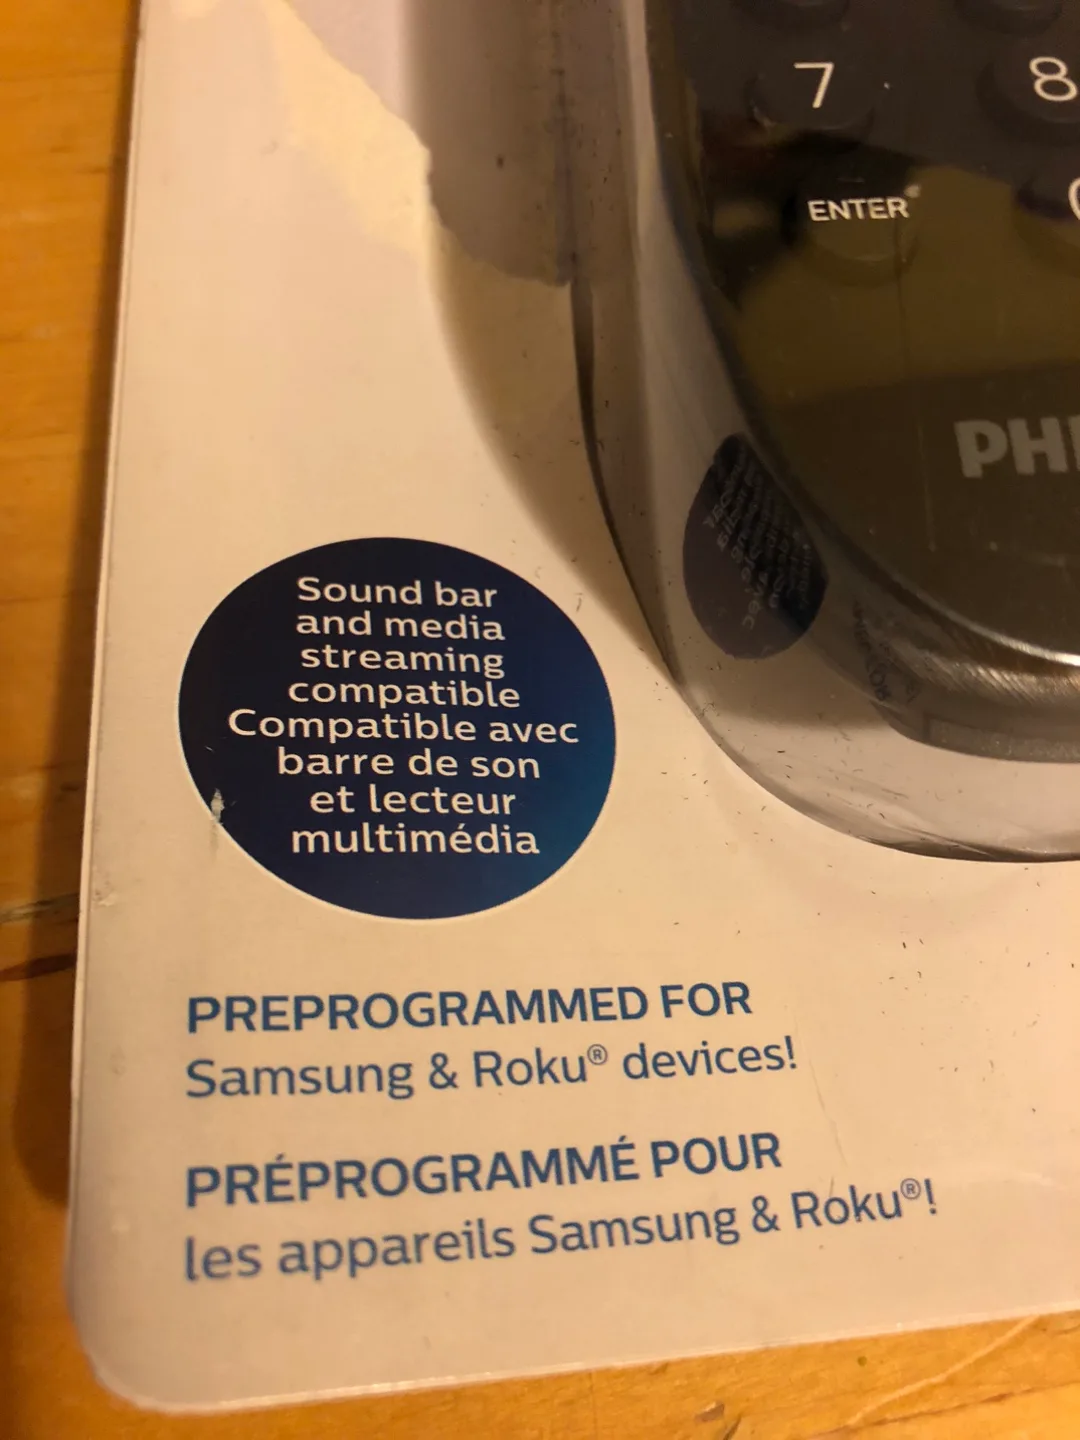 7 8
ENTER
PHI
Sound bar
and media
streaming
compatible
Compatible avec
barre de son
et lecteur
multimédia
PREPROGRAMMED FOR
Samsung & Roku® devices!
PRÉPROGRAMMÉ POUR
les appareils Samsung & Roku®!